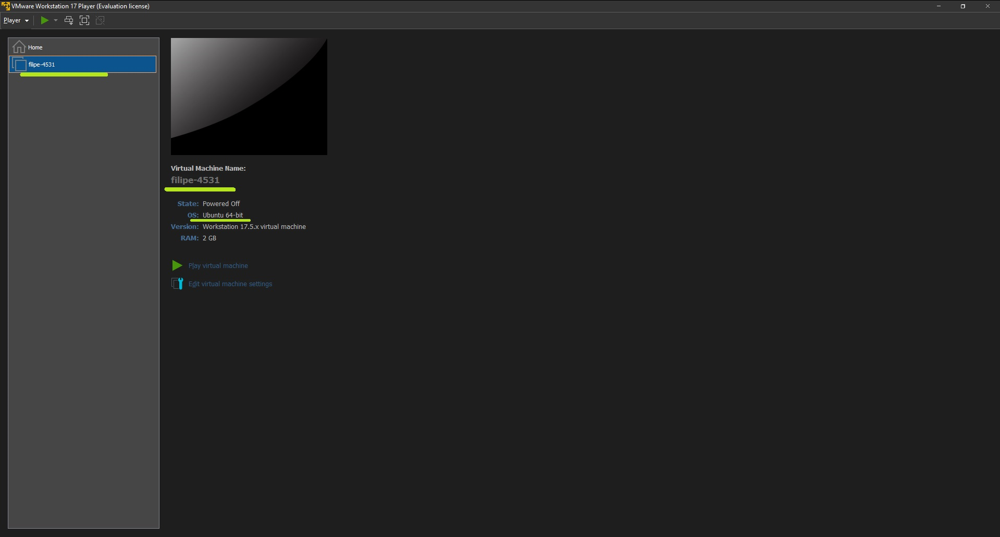 VMware Workstation 17 Player (Evaluation license)
Player
Home
filipe-4531
Virtual Machine Name:
filipe-4531
State: Powered Off
OS: Ubuntu 64-bit
Version: Workstation 17.5.x virtual machine
RAM: 2 GB
Play virtual machine
Edit virtual machine settings